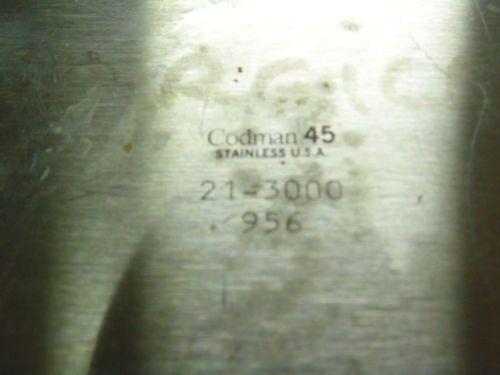 Codman 45
STAINLESS U.S.A.
21-3000
956